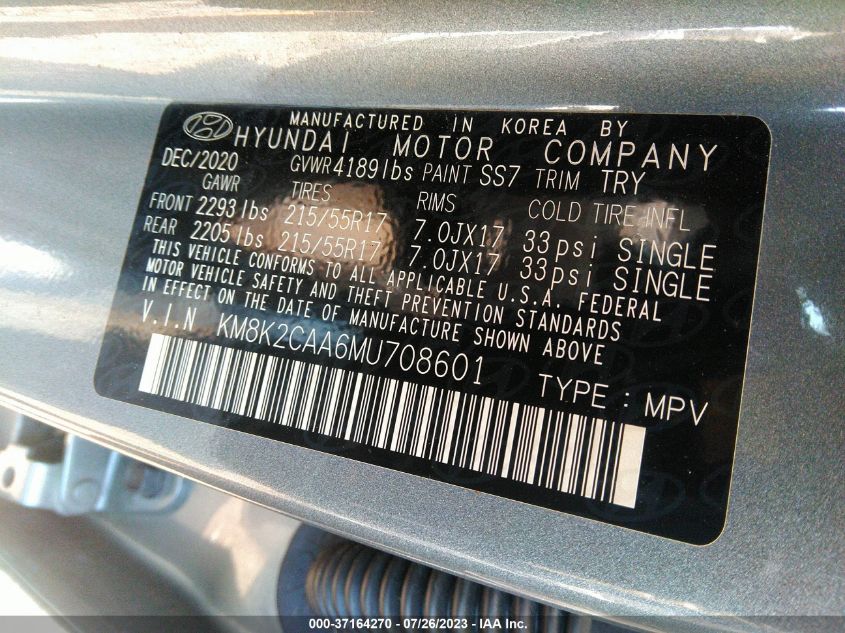 MANUFACTURED IN KOREA BY
HYUNDAI MOTOR COMPANY
DEC/2020 GVWR 4189lbs PAINT SS7 TRIM TRY
GAWR TIRES RIMS COLD TIRE INFL
FRONT 2293lbs 215/55R17 7.0JX17 33psi SINGLE
REAR 2205lbs 215/55R17 7.0JX17 33psi SINGLE
THIS VEHICLE CONFORMS TO ALL APPLICABLE U.S.A. FEDERAL
MOTOR VEHICLE SAFETY AND THEFT PREVENTION STANDARDS
IN EFFECT ON THE DATE OF MANUFACTURE SHOWN ABOVE
V.I.N KM8K2CAA6MU708601
TYPE : MPV
000-37164270 - 07/26/2023 - IAA Inc.